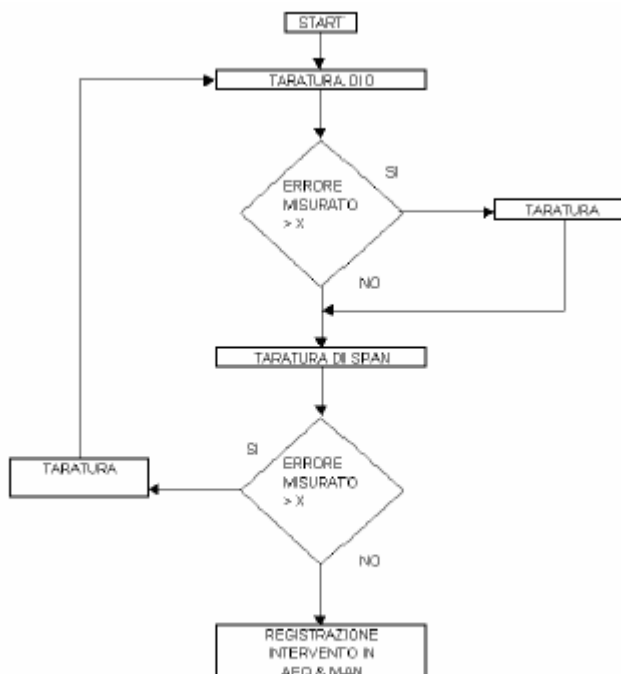 START
TARATURA DI 0
SI
ERRORE
MISURATO
> X
TARATURA
NO
TARATURA DI SPAN
SI
ERRORE
MISURATO
> X
TARATURA
NO
REGISTRAZIONE
INTERVENTO IN
& MAN